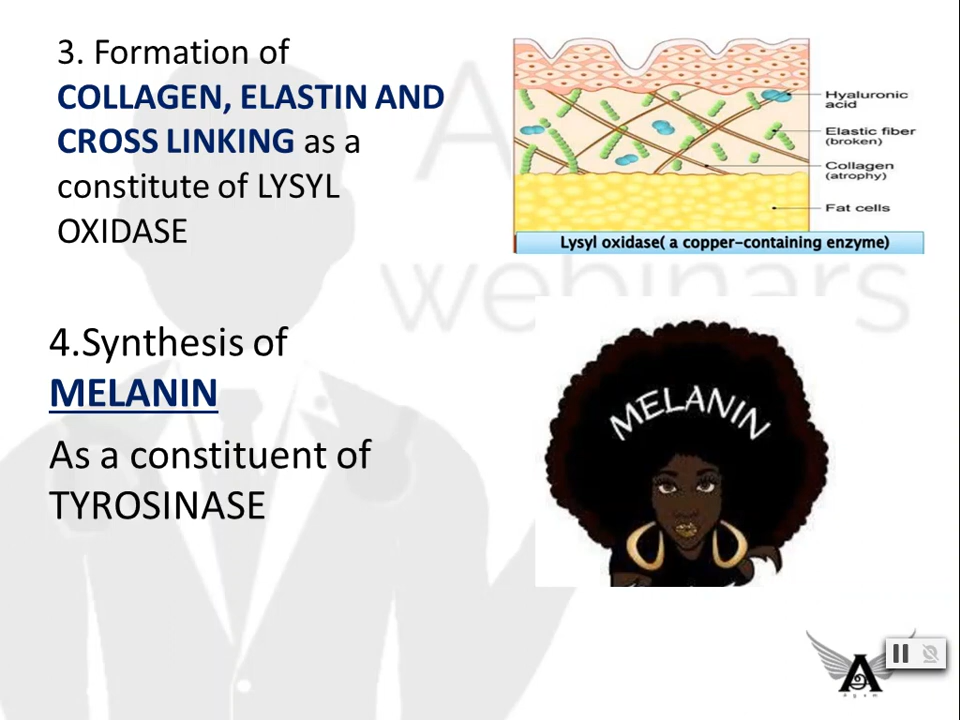 3. Formation of
COLLAGEN, ELASTIN AND
CROSS LINKING as a
constitute of LYSYL
OXIDASE
Hyaluronic
acid
Elastic fiber
(broken)
Collagen
(atrophy)
Fat cells
Lysyl oxidase( a copper-containing enzyme)
webinars
4.Synthesis of
MELANIN
As a constituent of
TYROSINASE
MELANIN
A